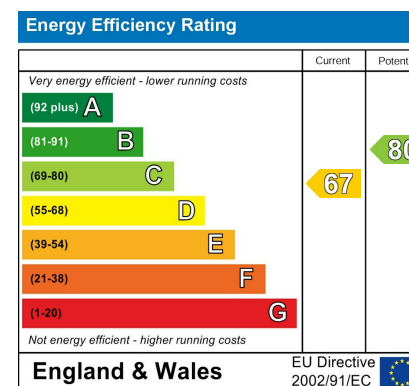 Energy Efficiency Rating
Current
Very energy efficient - lower running costs
(92 plus) A
(81-91) B
80
(69-80) C
67
(55-68) D
(39-54) E
(21-38) F
(1-20) G
Not energy efficient - higher running costs
England & Wales
EU Directive
2002/91/EC